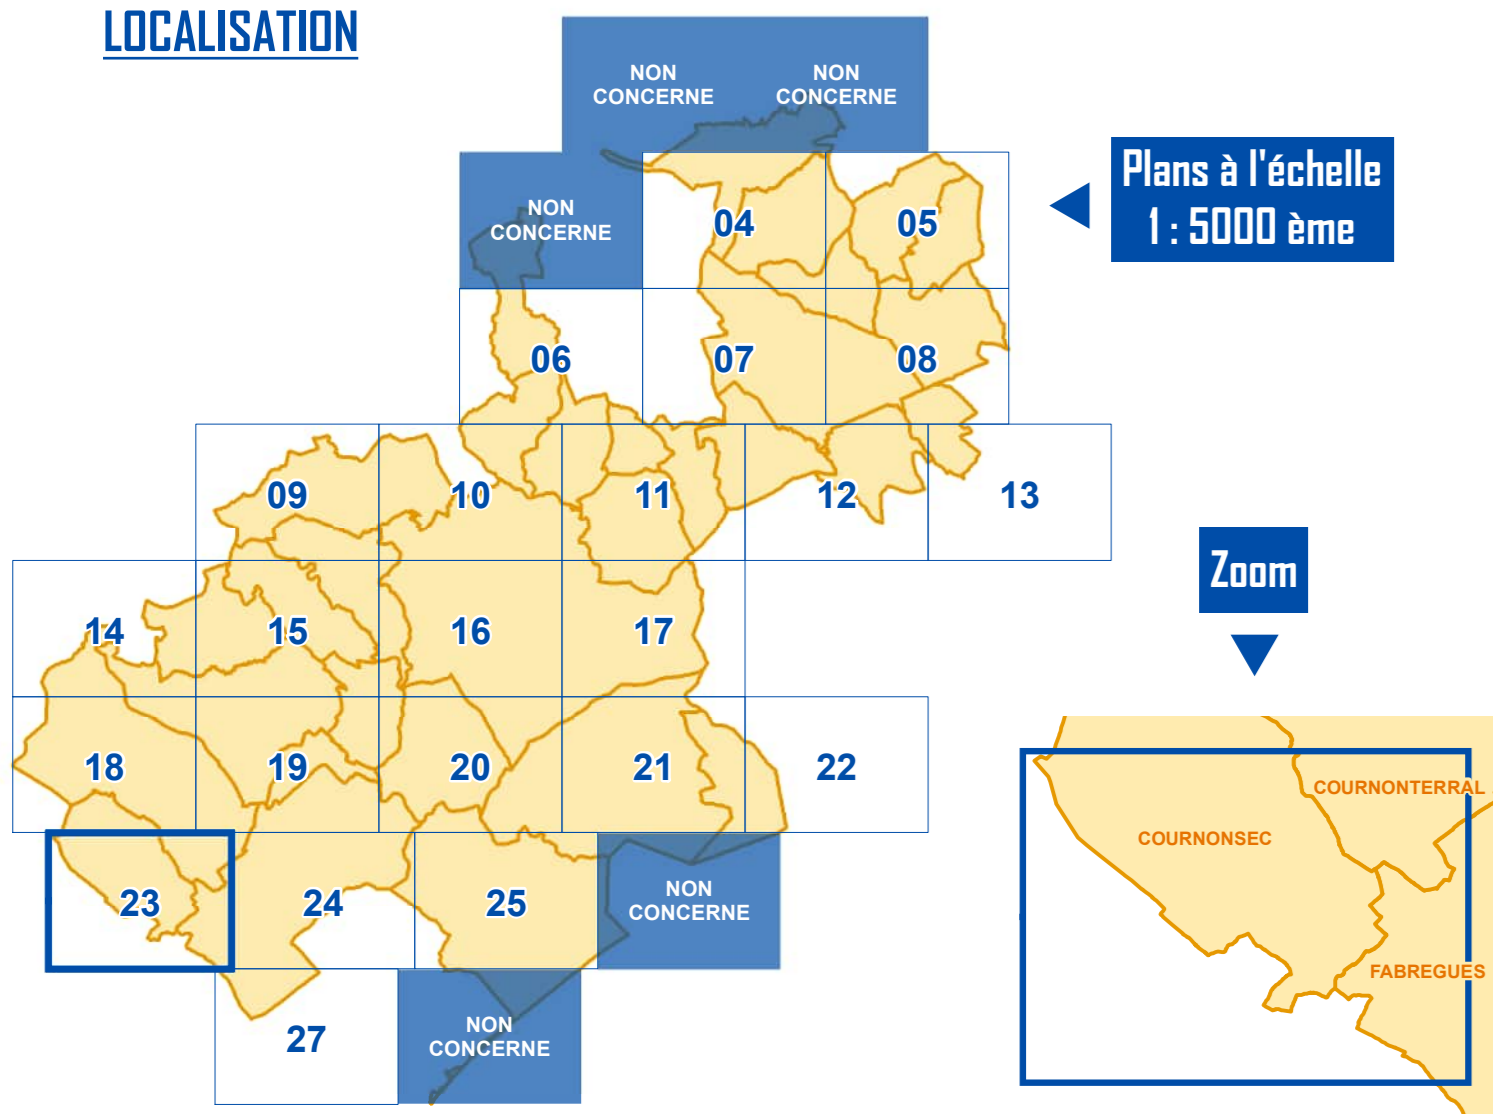 LOCALISATION
NON
CONCERNE
NON
CONCERNE
Plans à l'échelle
1 : 5000 ème
NON
CONCERNE
04
05
06
07
08
09
10
11
12
13
Zoom
14
15
16
17
18
19
20
21
22
COURNONTERRAL
COURNONSEC
23
24
25
NON
CONCERNE
FABREGUES
27
NON
CONCERNE